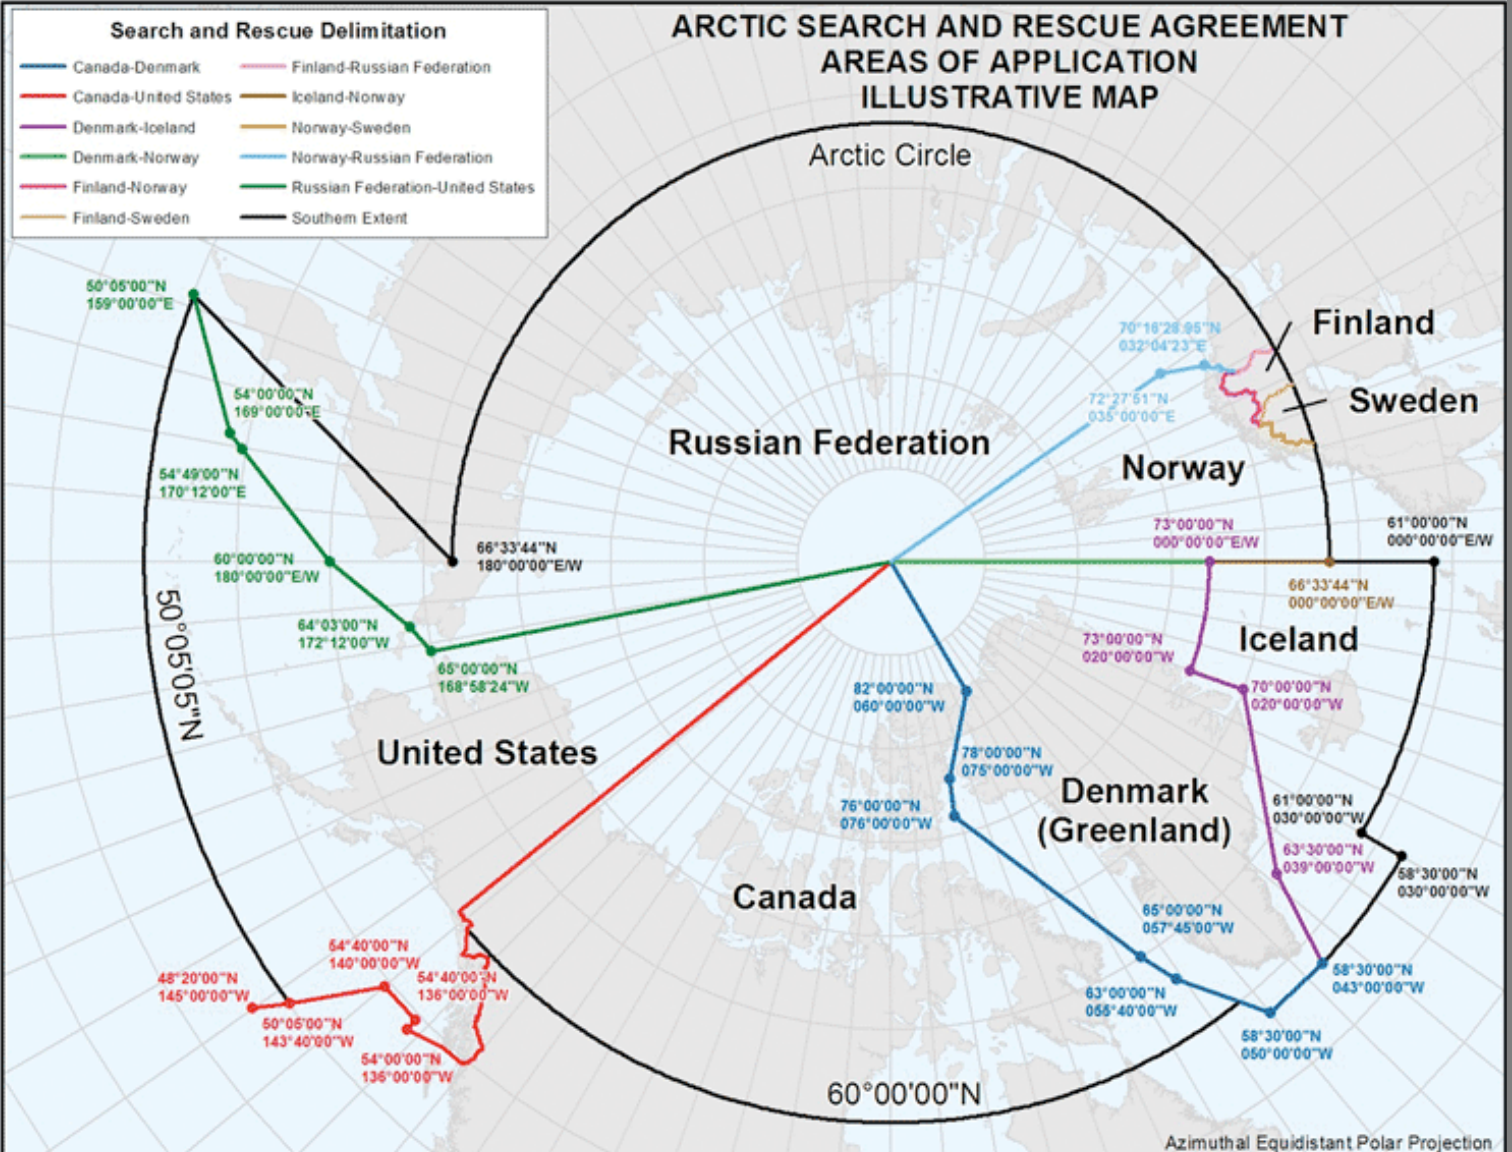 ARCTIC SEARCH AND RESCUE AGREEMENT
AREAS OF APPLICATION
ILLUSTRATIVE MAP
Search and Rescue Delimitation
Canada-Denmark
Canada-United States
Denmark-Iceland
Denmark-Norway
Finland-Norway
Finland-Sweden
Finland-Russian Federation
Iceland-Norway
Norway-Sweden
Norway-Russian Federation
Russian Federation-United States
Southern Extent
Arctic Circle
50°05'00"N
159°00'00"E
54°00'00"N
169°00'00"E
54°49'00"N
170°12'00"E
60°00'00"N
180°00'00"E/W
64°03'00"N
172°12'00"W
65°00'00"N
168°58'24"W
66°33'44"N
180°00'00"E/W
70°16'28.95"N
032°04'23"E
72°27'51"N
035°00'00"E
Finland
Sweden
Russian Federation
Norway
73°00'00"N
000°00'00"E/W
61°00'00"N
000°00'00"E/W
66°33'44"N
000°00'00"E/W
Iceland
73°00'00"N
020°00'00"W
70°00'00"N
020°00'00"W
82°00'00"N
060°00'00"W
78°00'00"N
075°00'00"W
76°00'00"N
076°00'00"W
50°05'05"N
United States
Denmark
(Greenland)
61°00'00"N
030°00'00"W
63°30'00"N
039°00'00"W
58°30'00"N
030°00'00"W
Canada
65°00'00"N
057°45'00"W
63°00'00"N
055°40'00"W
58°30'00"N
043°00'00"W
58°30'00"N
050°00'00"W
48°20'00"N
145°00'00"W
50°05'00"N
143°40'00"W
54°40'00"N
140°00'00"W
54°40'00"N
136°00'00"W
54°00'00"N
136°00'00"W
60°00'00"N
Azimuthal Equidistant Polar Projection